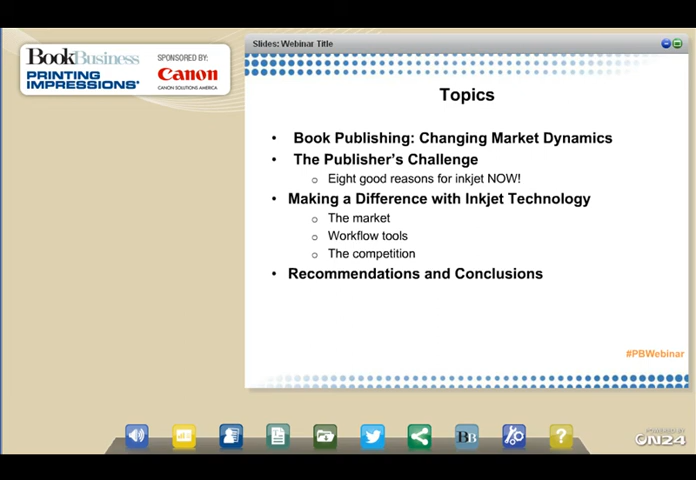 BookBusiness
PRINTING IMPRESSIONS®
SPONSORED BY:
Canon
CANON SOLUTIONS AMERICA
Slides: Webinar Title
Topics
• Book Publishing: Changing Market Dynamics
• The Publisher's Challenge
o Eight good reasons for inkjet NOW!
• Making a Difference with Inkjet Technology
o The market
o Workflow tools
o The competition
• Recommendations and Conclusions
#PBWebinar
BB
?
POWERED BY
ON24